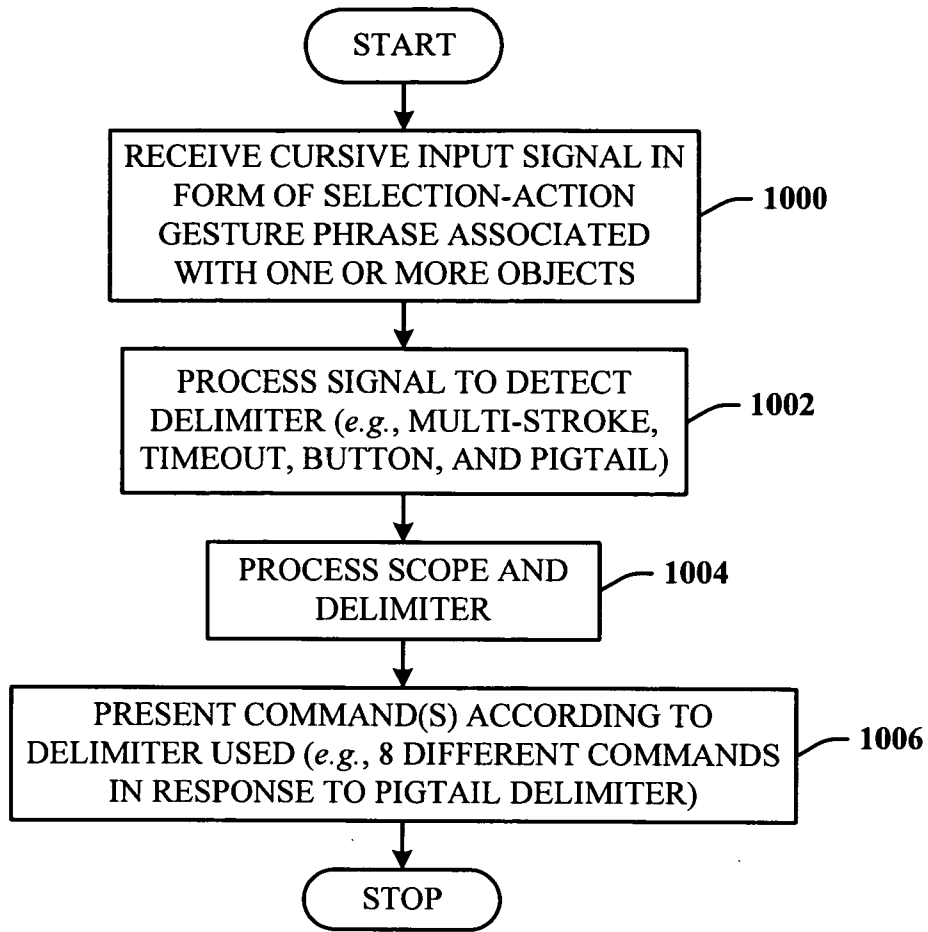 START
RECEIVE CURSIVE INPUT SIGNAL IN
FORM OF SELECTION-ACTION
GESTURE PHRASE ASSOCIATED
WITH ONE OR MORE OBJECTS
1000
PROCESS SIGNAL TO DETECT
DELIMITER (e.g., MULTI-STROKE,
TIMEOUT, BUTTON, AND PIGTAIL)
1002
PROCESS SCOPE AND
DELIMITER
1004
PRESENT COMMAND(S) ACCORDING TO
DELIMITER USED (e.g., 8 DIFFERENT COMMANDS
IN RESPONSE TO PIGTAIL DELIMITER)
1006
STOP